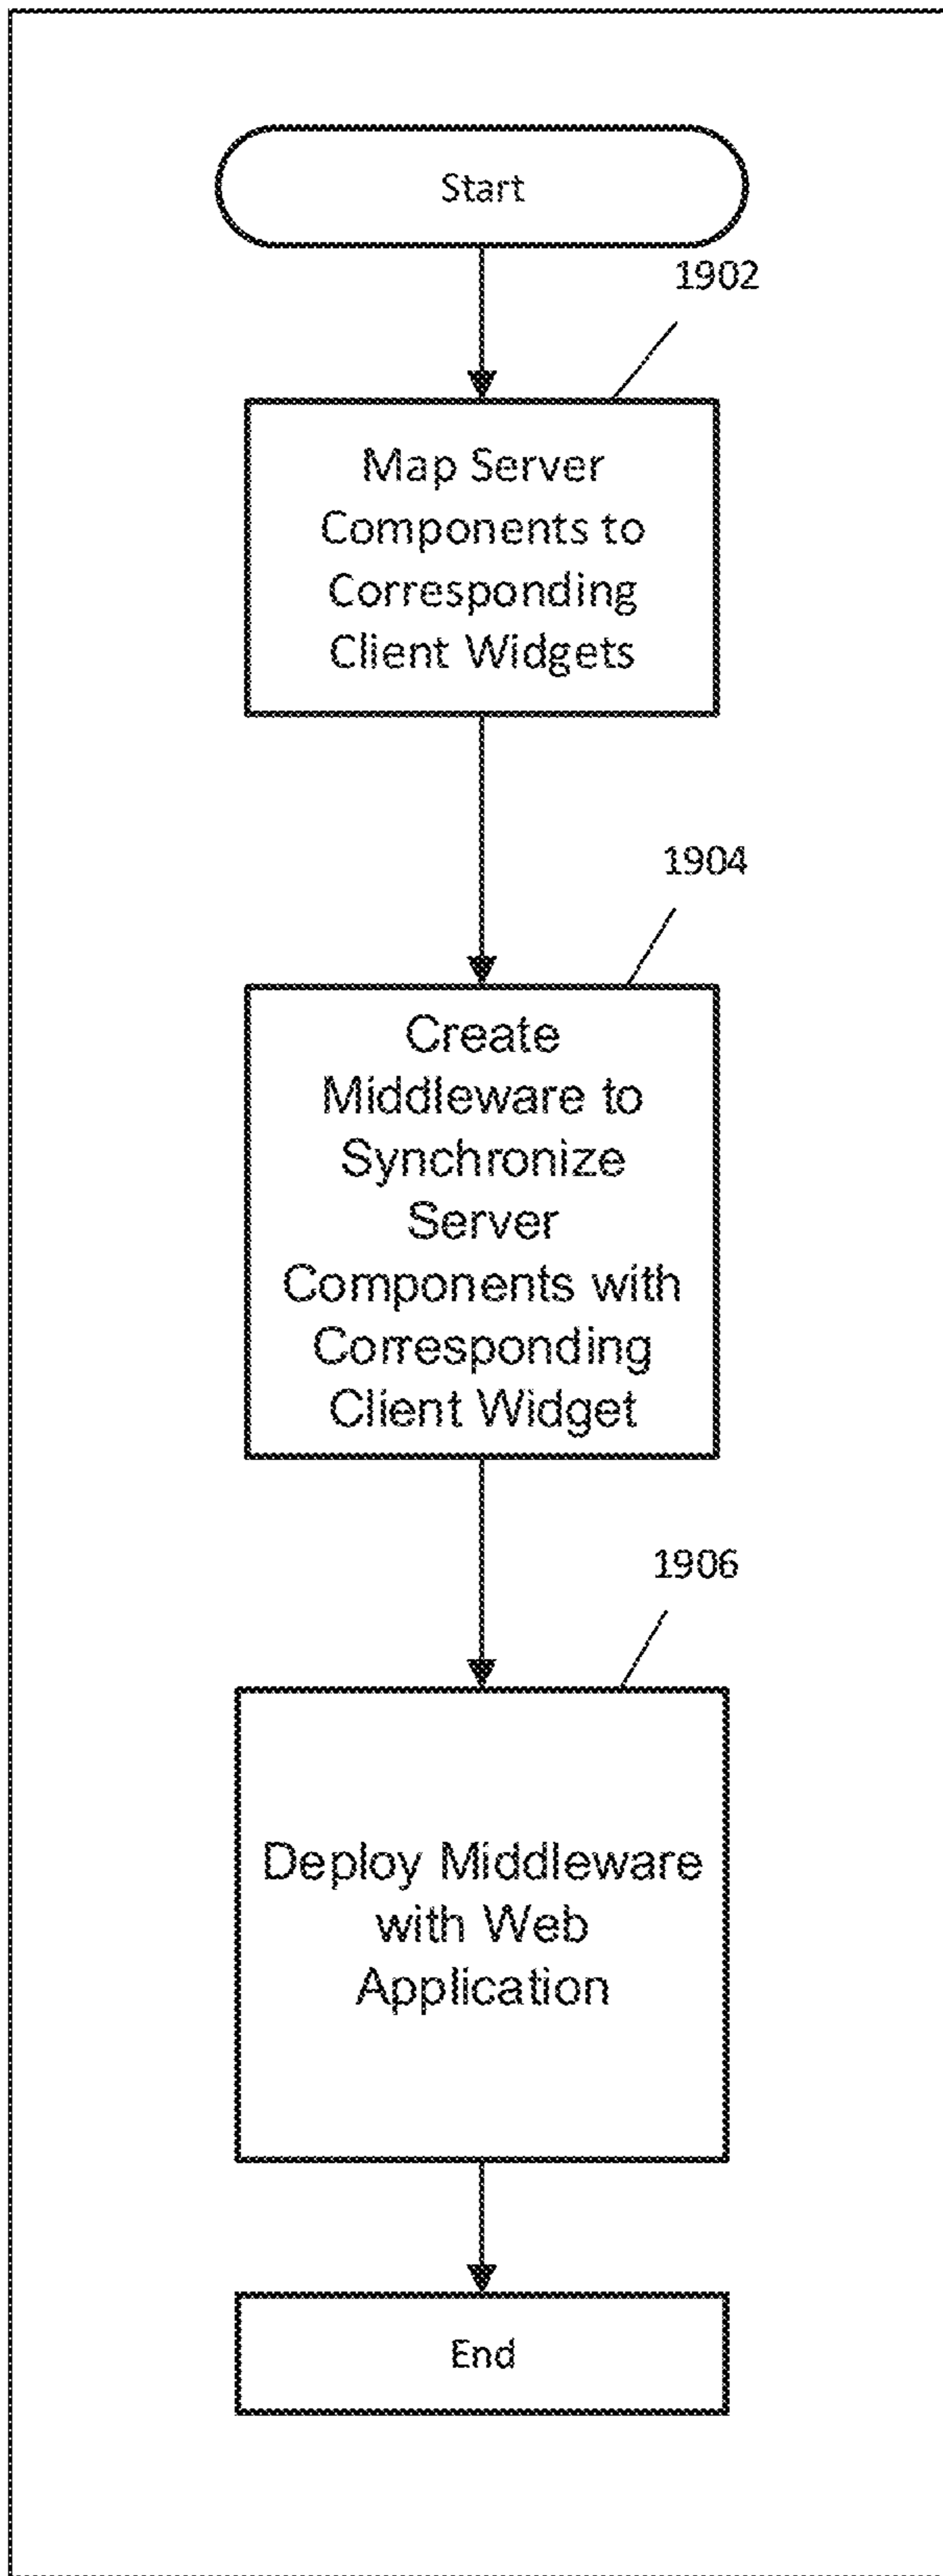 Start
1902
Map Server
Components to
Corresponding
Client Widgets
1904
Create
Middleware to
Synchronize
Server
Components with
Corresponding
Client Widget
1906
Deploy Middleware
with Web
Application
End